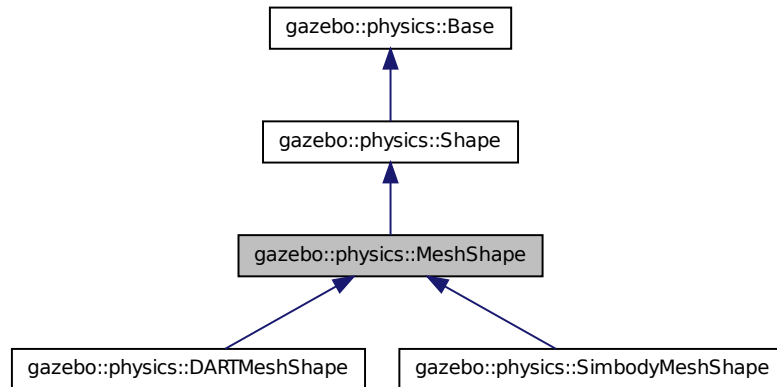 gazebo::physics::Base
gazebo::physics::Shape
gazebo::physics::MeshShape
gazebo::physics::DARTMeshShape
gazebo::physics::SimbodyMeshShape